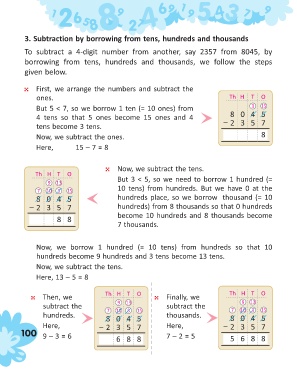 3. Subtraction by borrowing from tens, hundreds and thousands
To subtract a 4-digit number from another, say 2357 from 8045, by
borrowing from tens, hundreds and thousands, we follow the steps
given below.
First, we arrange the numbers and subtract the
ones.
But 5 < 7, so we borrow 1 ten (= 10 ones) from
4 tens so that 5 ones become 15 ones and 4
tens become 3 tens.
Now, we subtract the ones.
Here, 15 – 7 = 8
Th H T O
3 15
8 0 4 5
– 2 3 5 7
8
Th H T O
9 13
7 10 3 15
8 0 4 5
– 2 3 5 7
8 8
Now, we subtract the tens.
But 3 < 5, so we need to borrow 1 hundred (=
10 tens) from hundreds. But we have 0 at the
hundreds place, so we borrow thousand (= 10
hundreds) from 8 thousands so that 0 hundreds
become 10 hundreds and 8 thousands become
7 thousands.
Now, we borrow 1 hundred (= 10 tens) from hundreds so that 10
hundreds become 9 hundreds and 3 tens become 13 tens.
Now, we subtract the tens.
Here, 13 – 5 = 8
Then, we
subtract the
hundreds.
Here,
9 – 3 = 6
Th H T O
9 13
7 10 3 15
8 0 4 5
– 2 3 5 7
6 8 8
Finally, we
subtract the
thousands.
Here,
7 – 2 = 5
Th H T O
9 13
7 10 3 15
8 0 4 5
– 2 3 5 7
5 6 8 8
100